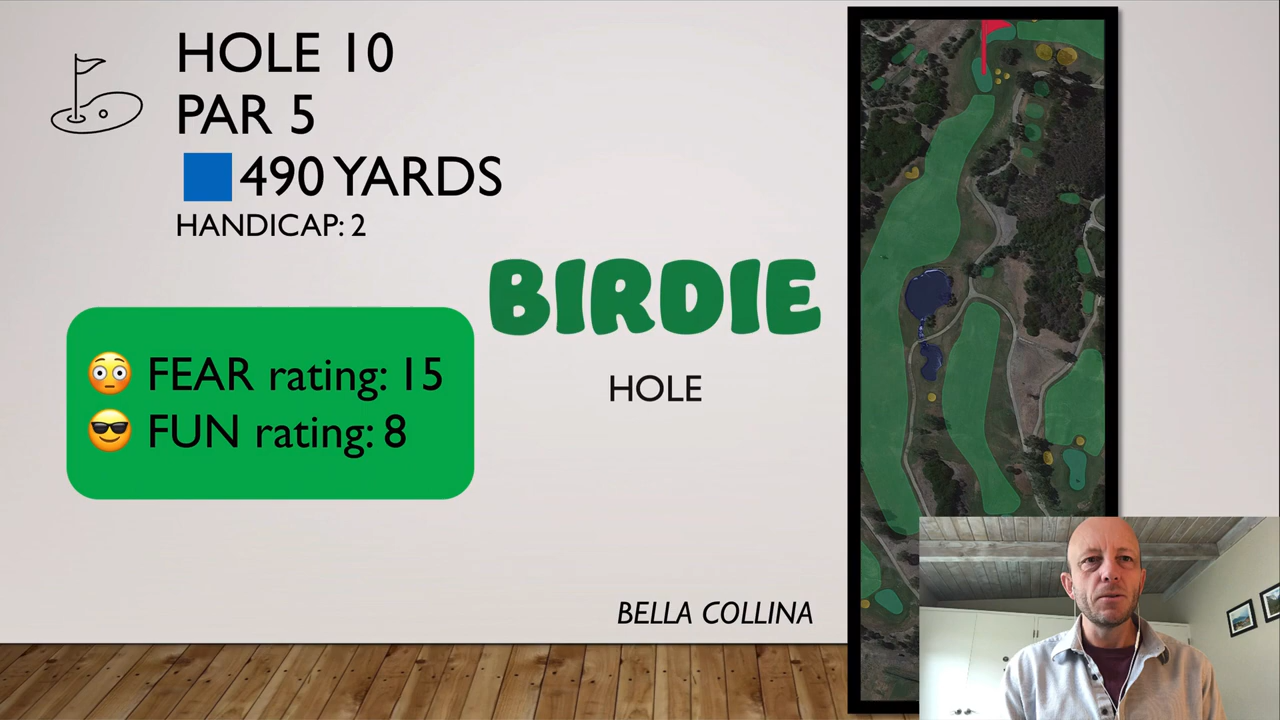 HOLE 10
PAR 5
490 YARDS
HANDICAP: 2
BIRDIE
HOLE
FEAR rating: 15
FUN rating: 8
BELLA COLLINA